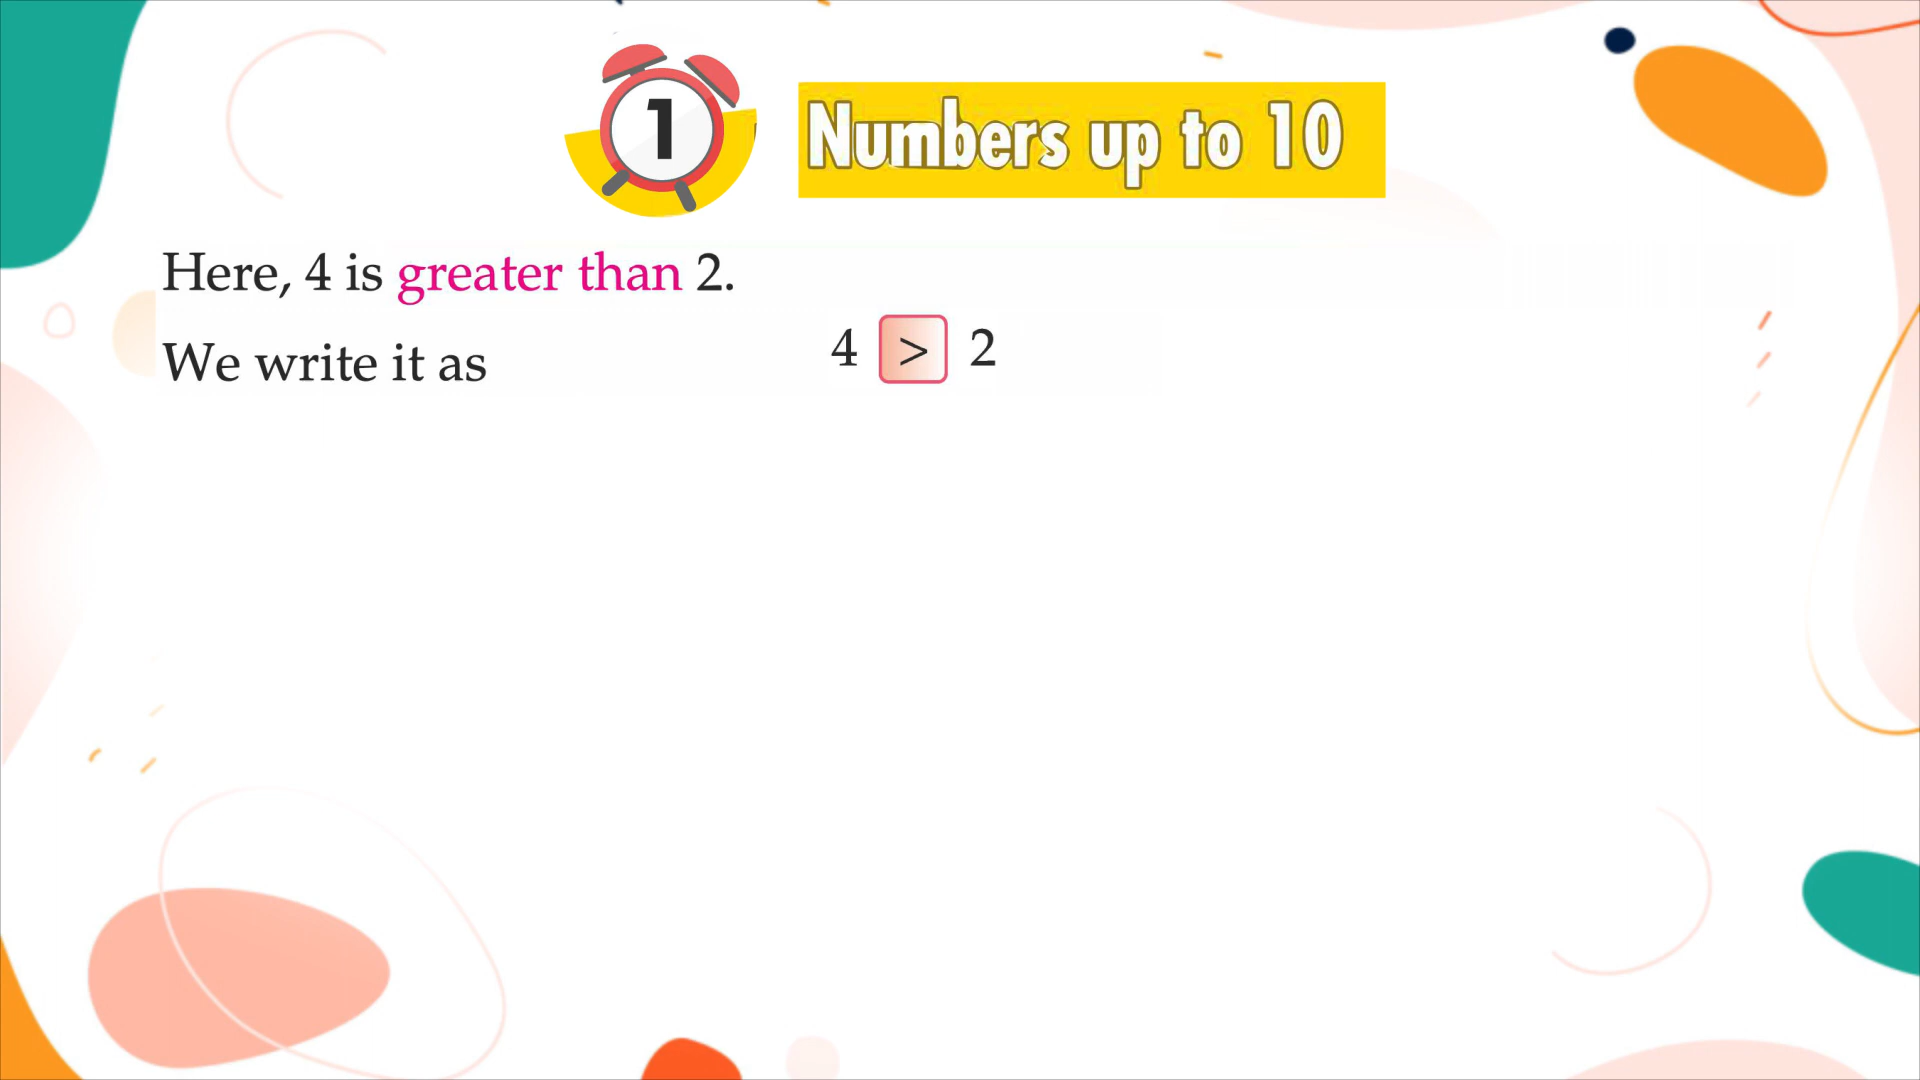 1
Numbers up to 10
Here, 4 is greater than 2.
We write it as 4 > 2